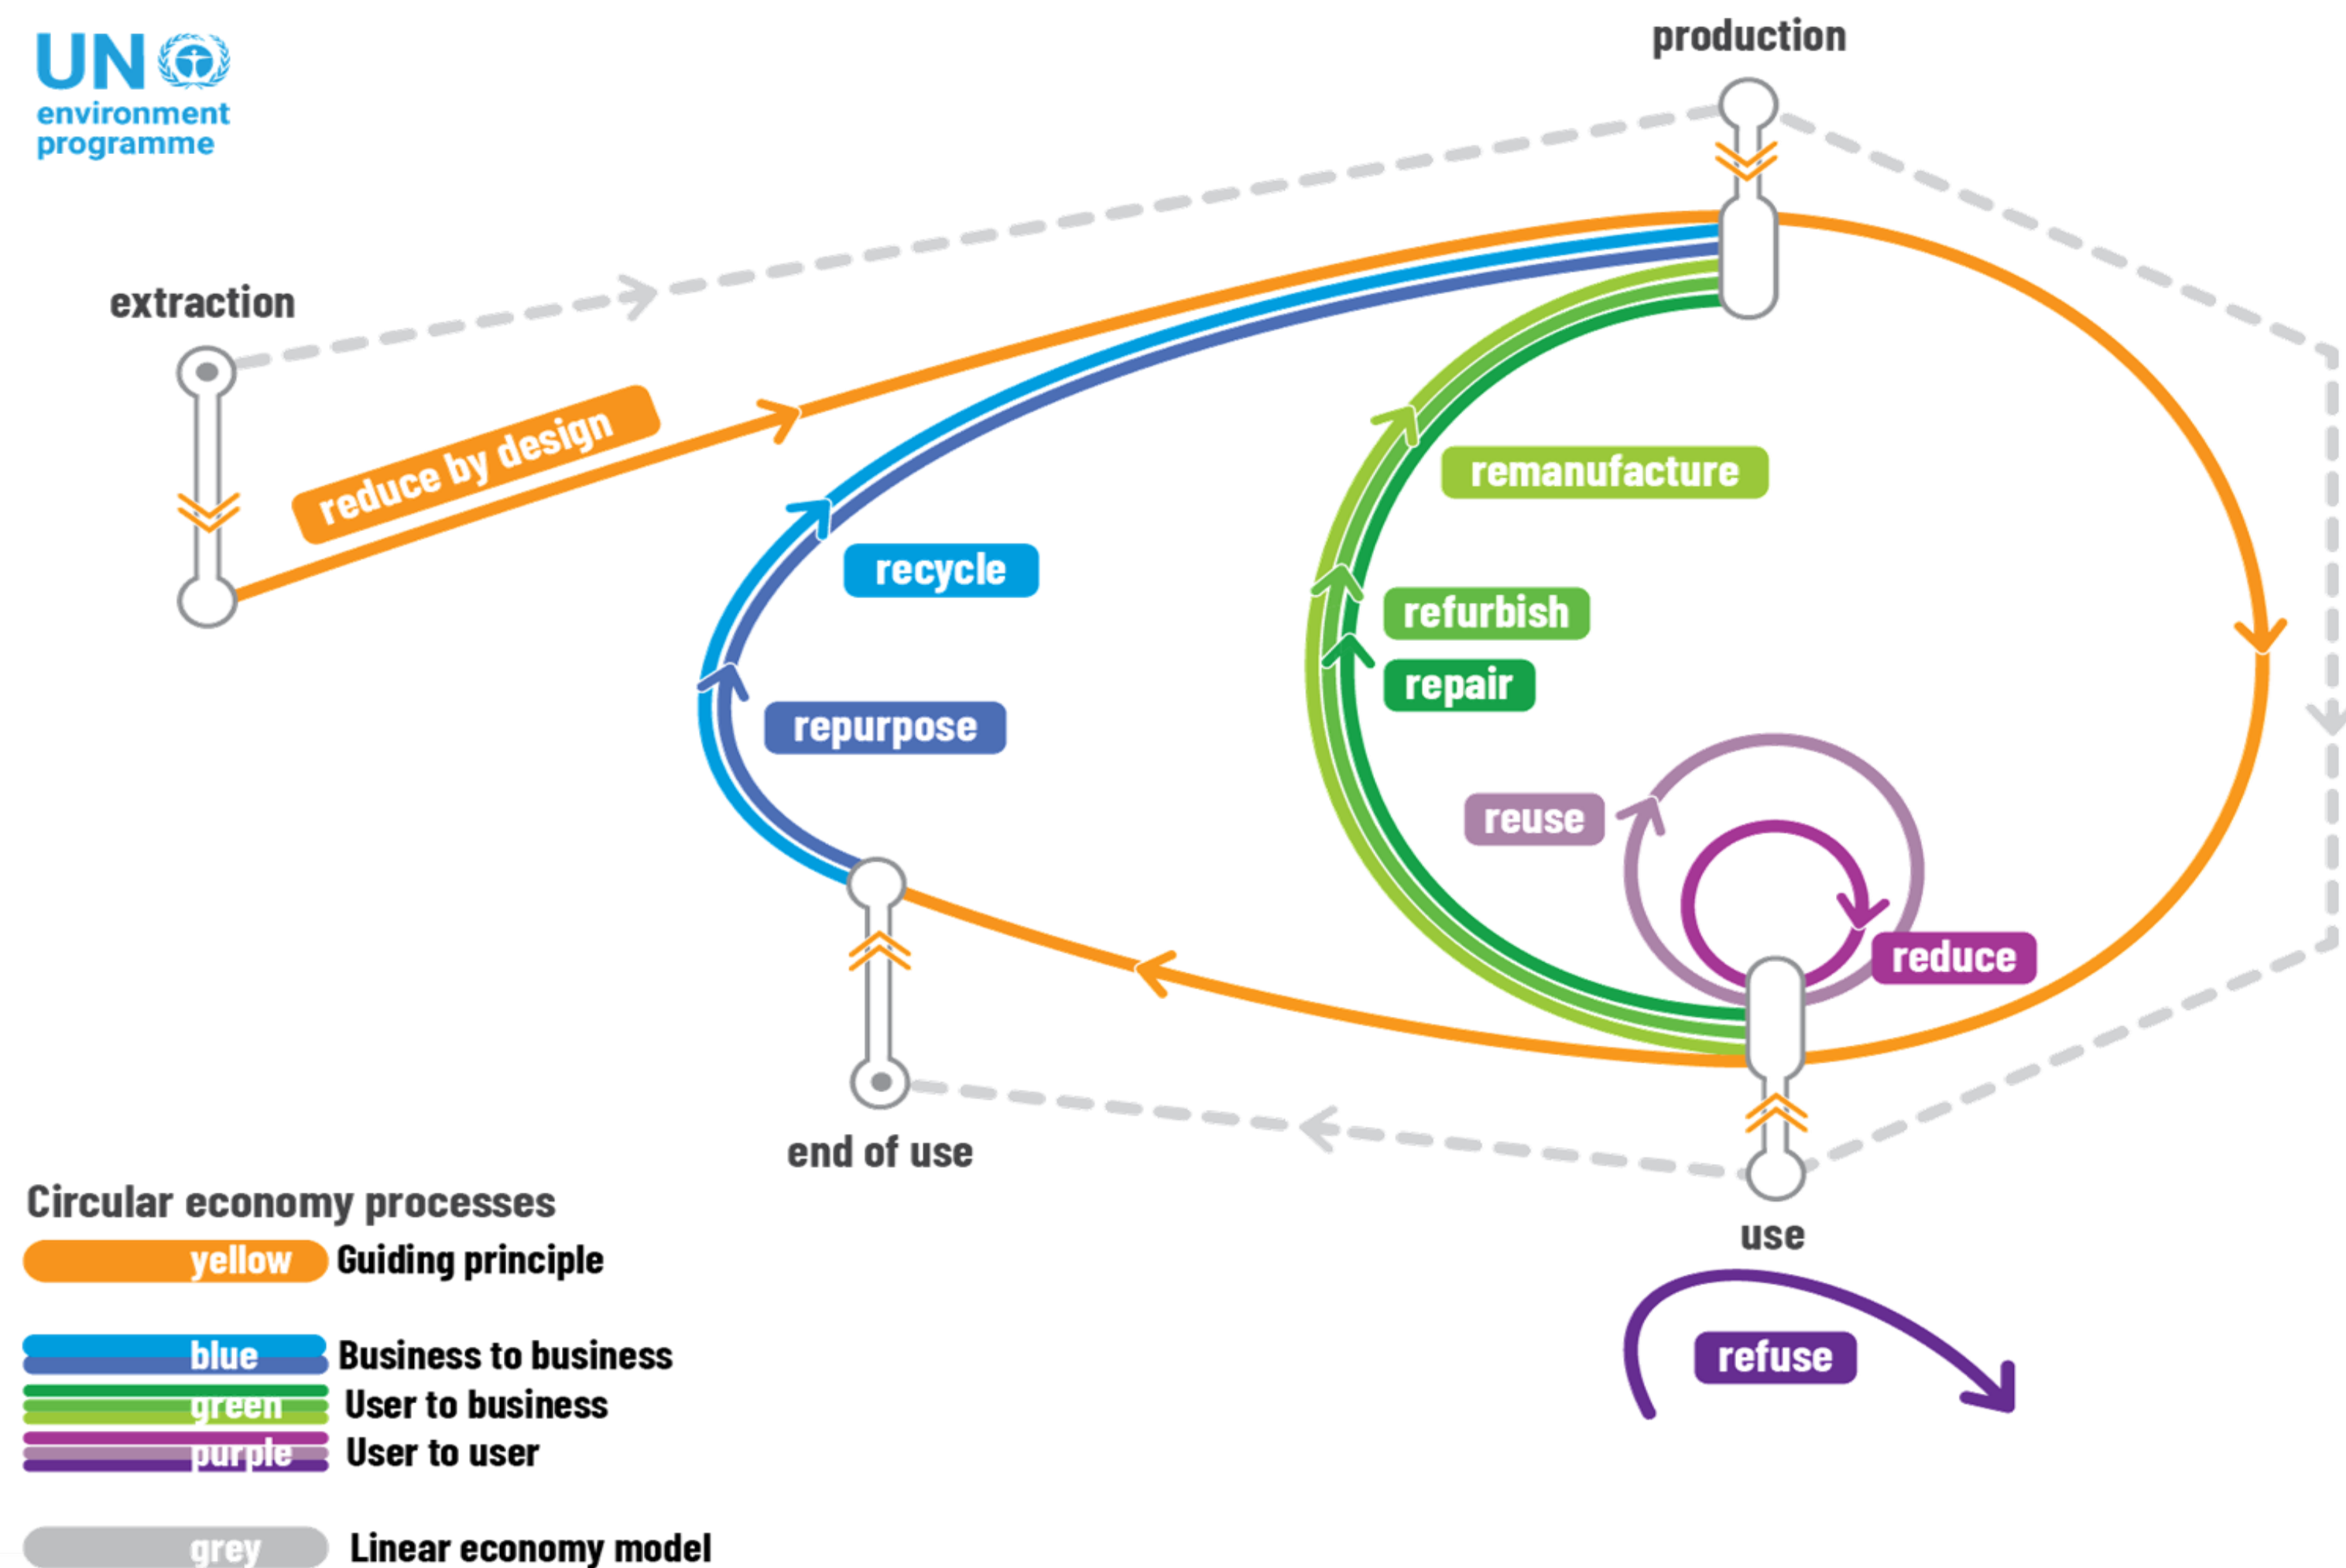 UN
environment
programme
production
extraction
reduce by design
remanufacture
recycle
refurbish
repair
repurpose
reuse
reduce
end of use
use
refuse
Circular economy processes
yellow Guiding principle
blue Business to business
green User to business
purple User to user
grey Linear economy model